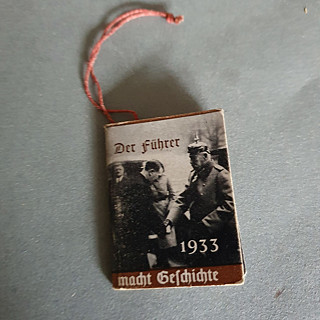 Der Führer
1933
macht Geschichte